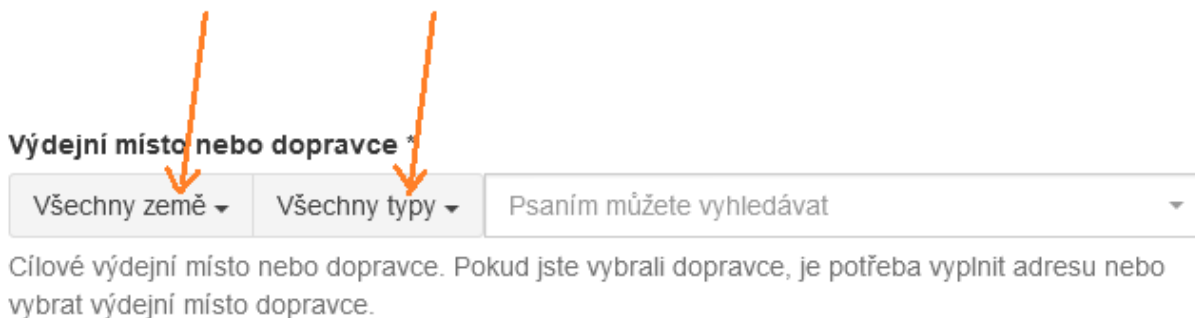 Výdejní místo nebo dopravce *
Všechny země Všechny typy Psaním můžete vyhledávat
Cílové výdejní místo nebo dopravce. Pokud jste vybrali dopravce, je potřeba vyplnit adresu nebo
vybrat výdejní místo dopravce.